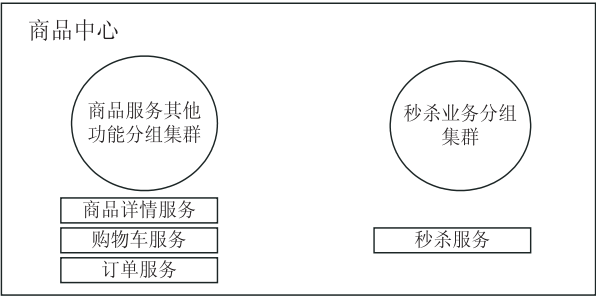 商品中心
商品服务其他
功能分组集群
秒杀业务分组
集群
商品详情服务
购物车服务
订单服务
秒杀服务